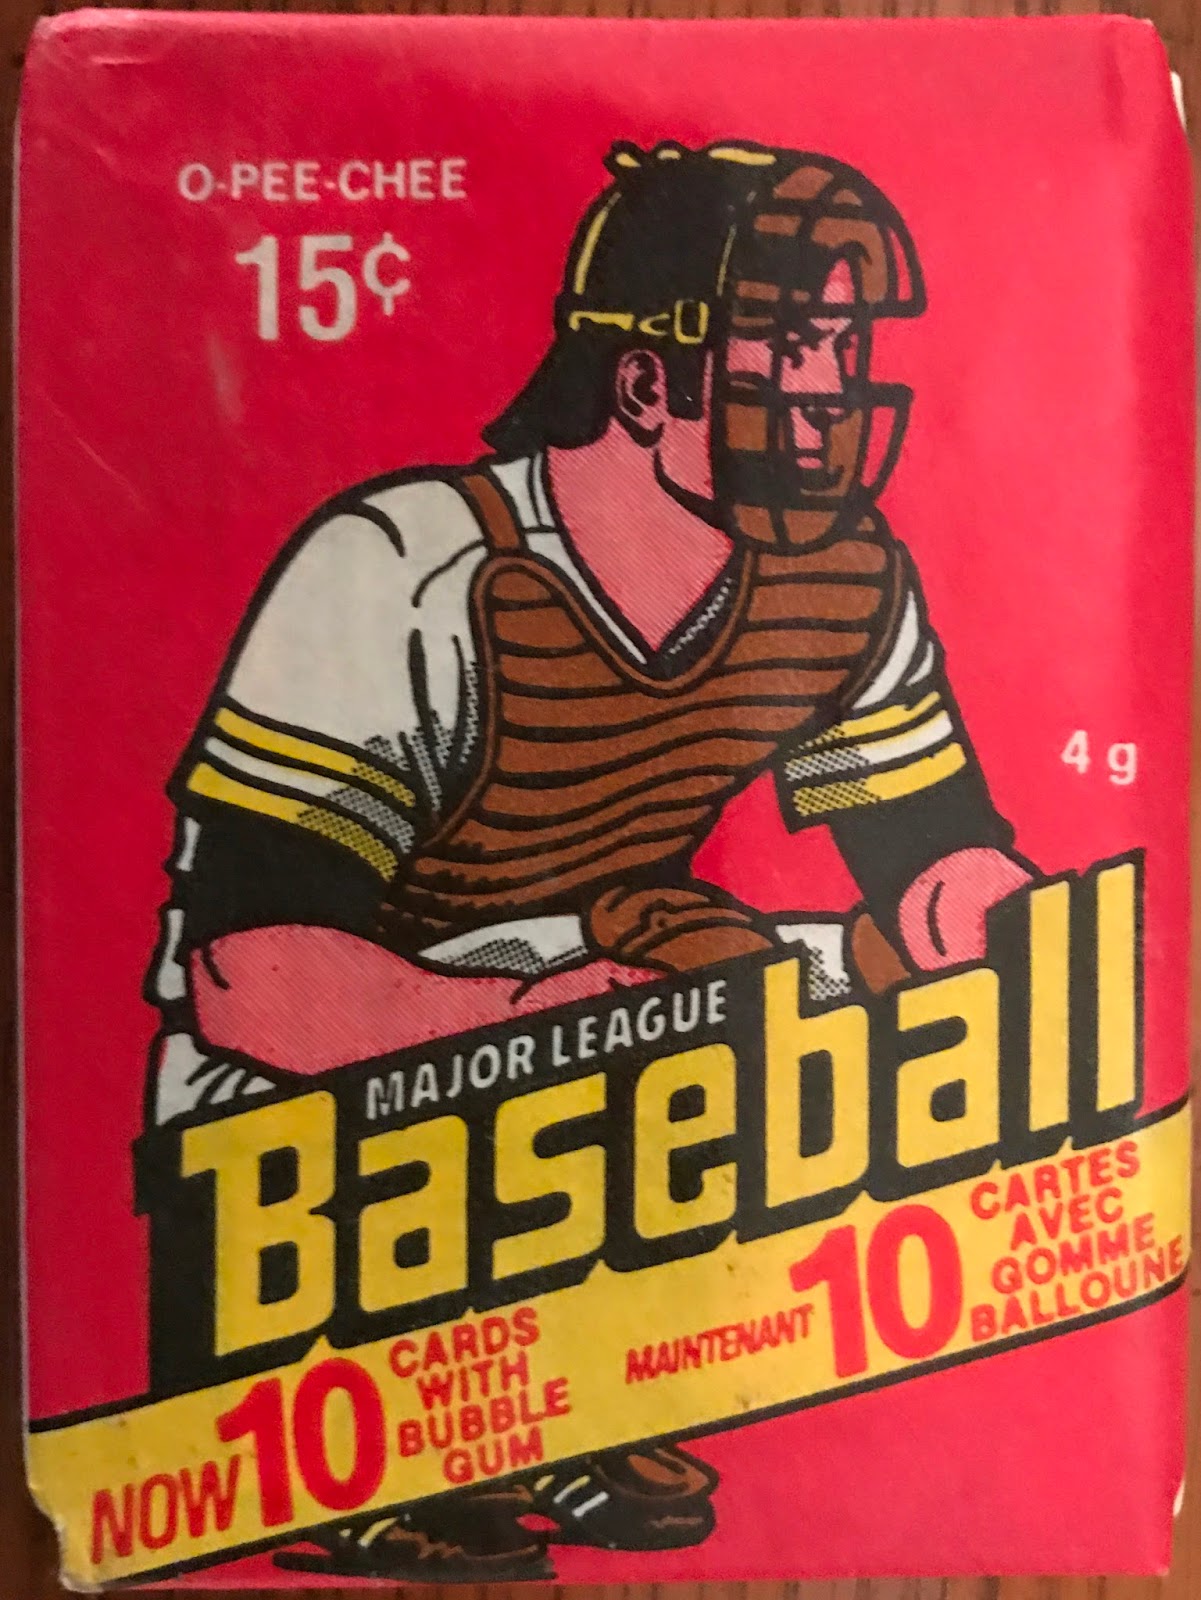 O-PEE-CHEE
15¢
4 g
MAJOR LEAGUE
Baseball
NOW 10
CARDS
WITH
BUBBLE
GUM
MAINTENANT 10
CARTES
AVEC
GOMME
BALLOUNE